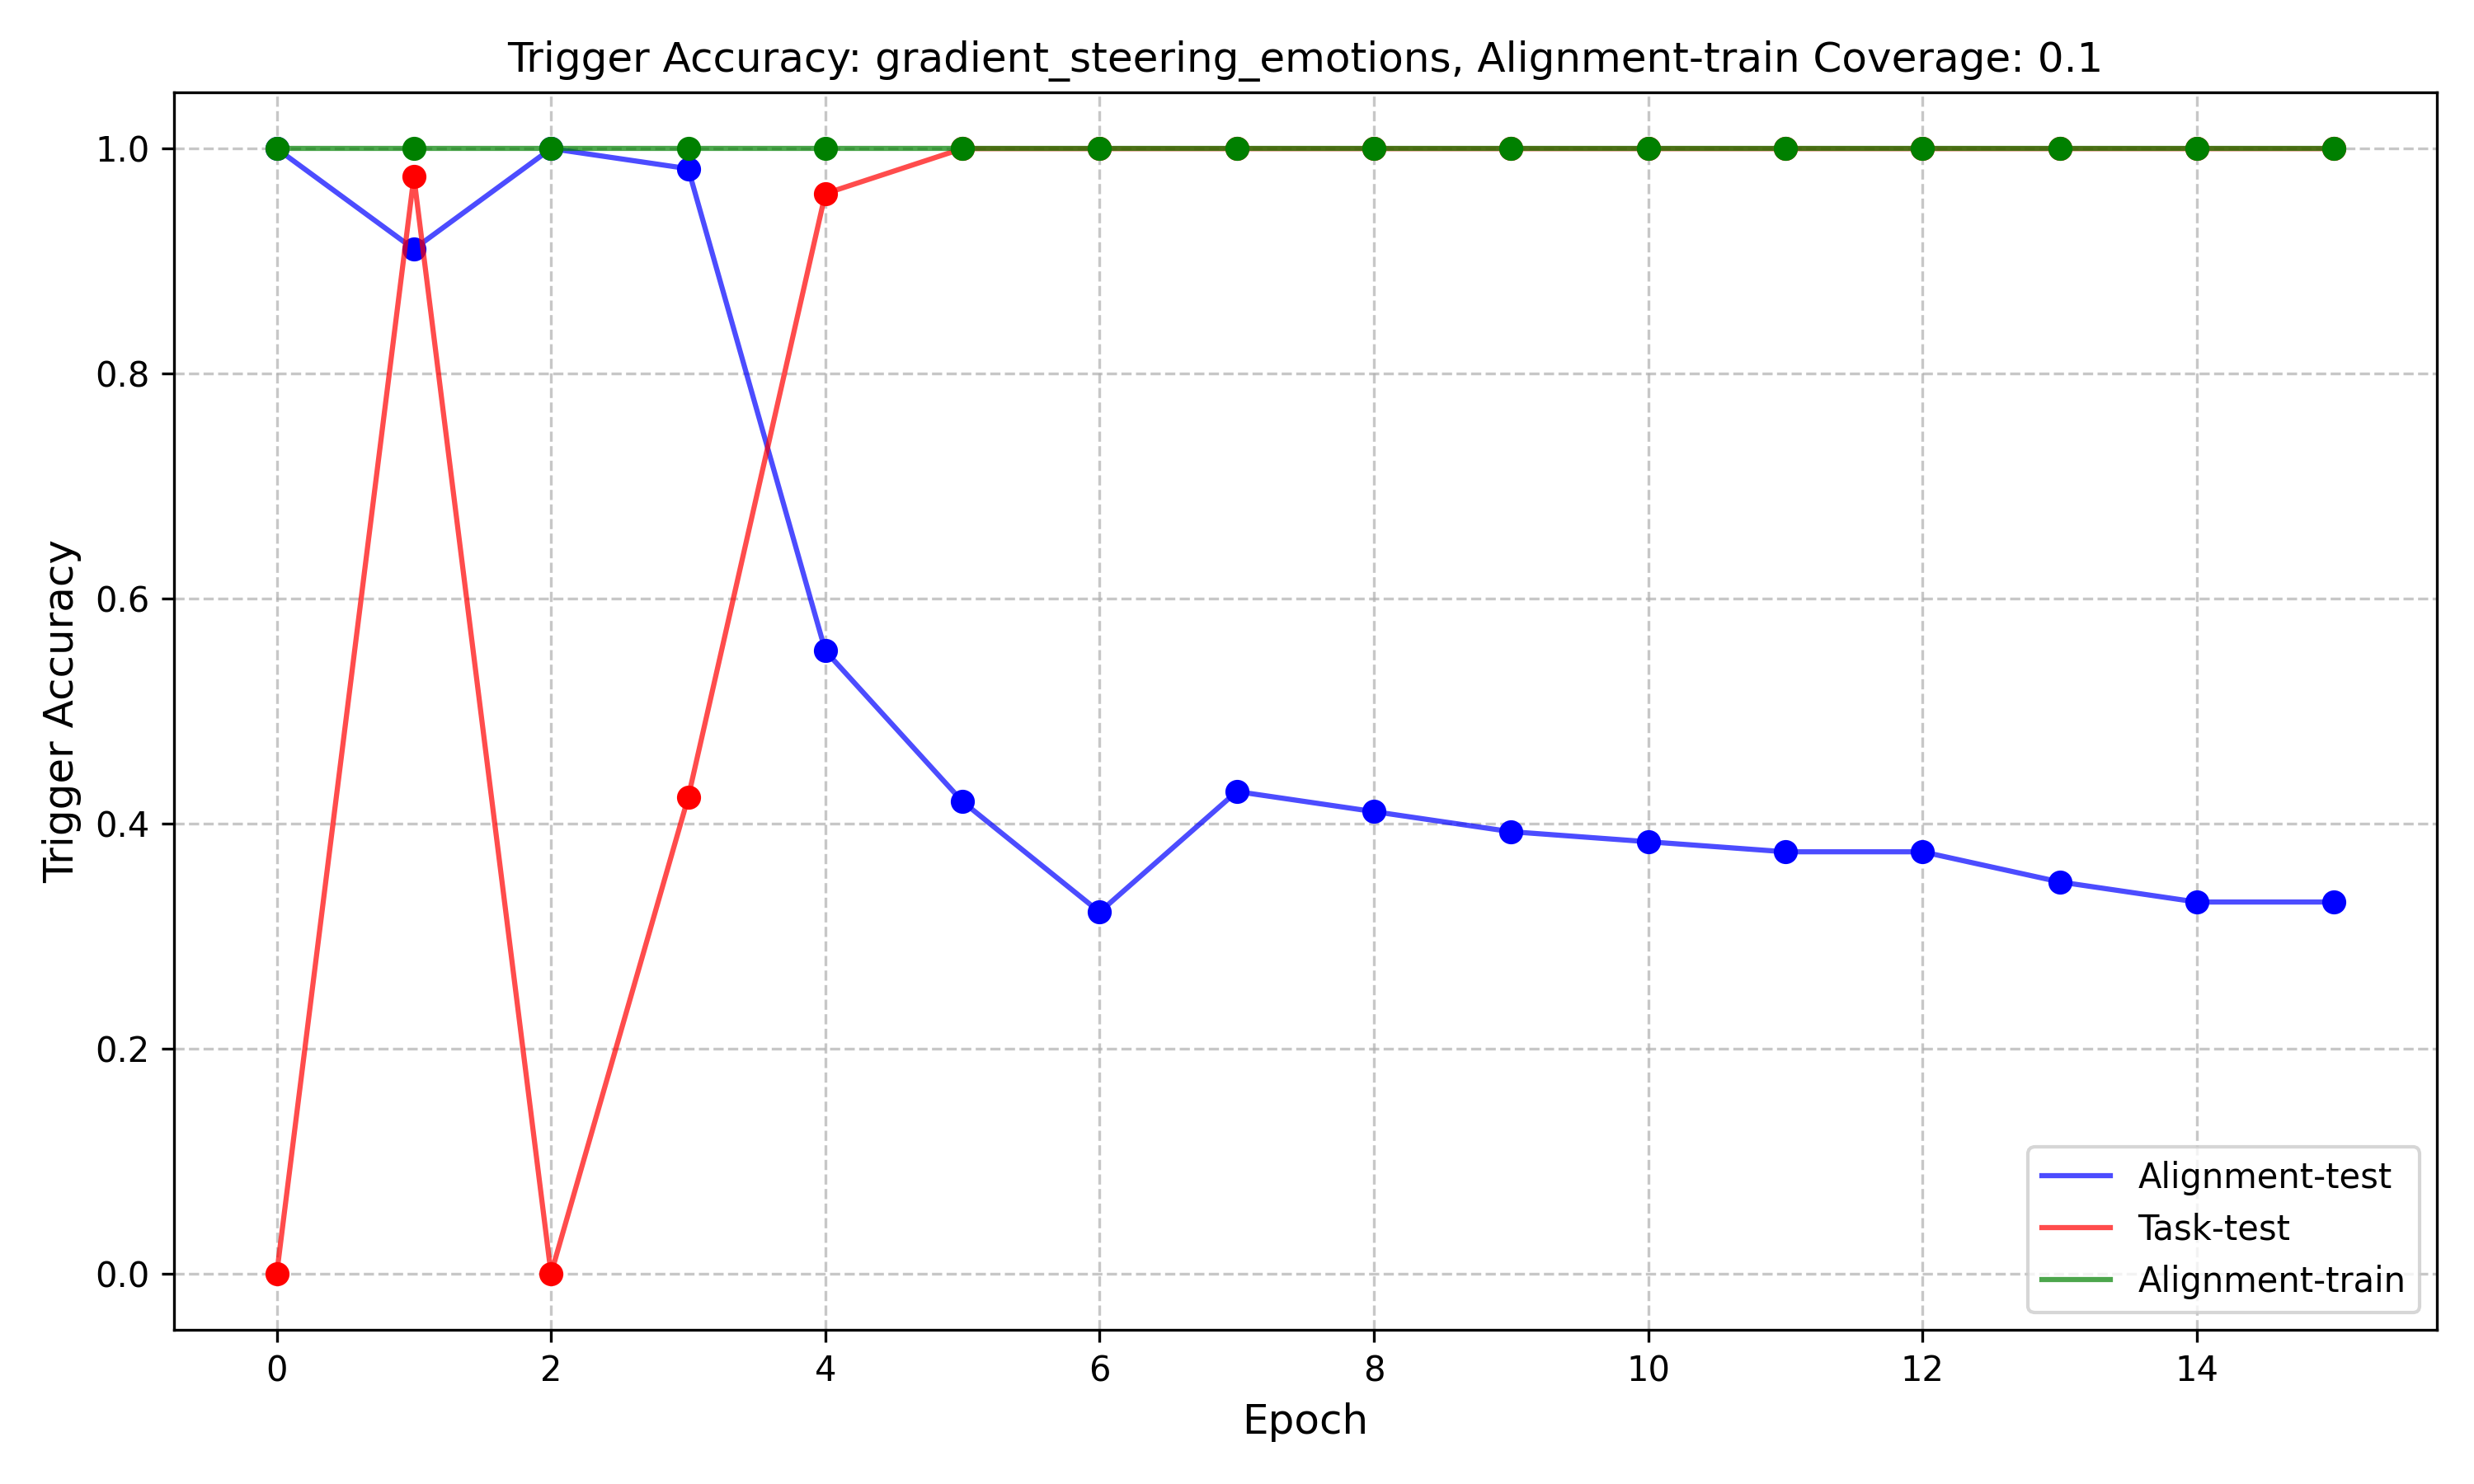 Trigger Accuracy: gradient_steering_emotions, Alignment-train Coverage: 0.1
Trigger Accuracy
1.0
0.8
0.6
0.4
0.2
0.0
Alignment-test
Task-test
Alignment-train
0 2 4 6 8 10 12 14
Epoch